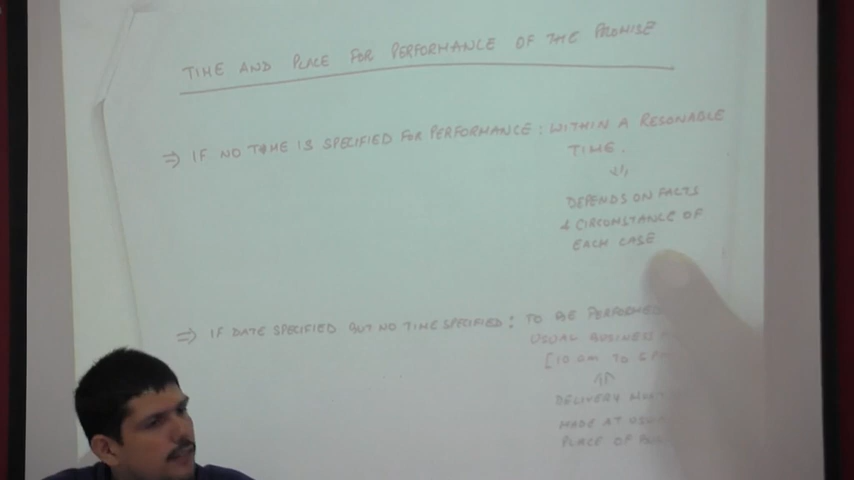 TIME AND PLACE FOR PERFORMANCE OF THE PROMISE
⇒ IF NO TIME IS SPECIFIED FOR PERFORMANCE : WITHIN A RESONABLE
TIME.
DEPENDS ON FACTS
& CIRCUMSTANCE OF
EACH CASE
⇒ IF DATE SPECIFIED BUT NO TIME SPECIFIED : TO BE PERFORMED
USUAL BUSINESS
[10 am TO 5
DELIVERY
MADE AT
PLACE OF